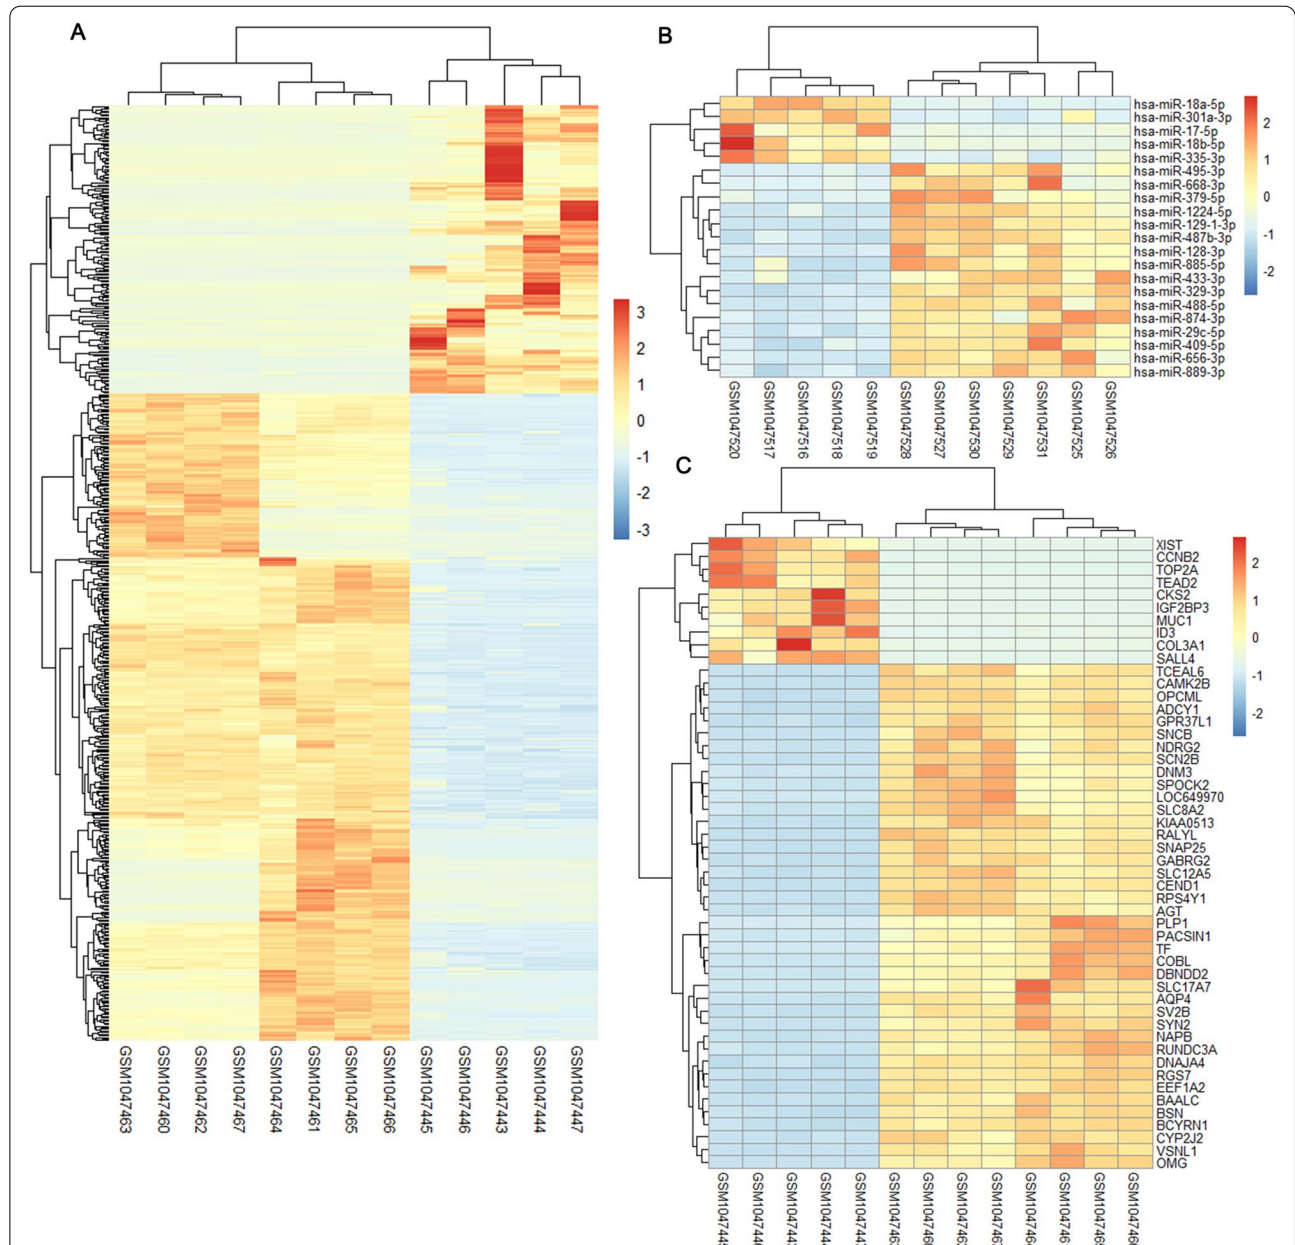 A
3
2
1
0
-1
-2
-3
GSM1047463
GSM1047460
GSM1047462
GSM1047467
GSM1047464
GSM1047461
GSM1047465
GSM1047466
GSM1047445
GSM1047446
GSM1047443
GSM1047444
GSM1047447
B
hsa-miR-18a-5p
hsa-miR-301a-3p
hsa-miR-17-5p
hsa-miR-18b-5p
hsa-miR-335-3p
hsa-miR-495-3p
hsa-miR-668-3p
hsa-miR-379-5p
hsa-miR-1224-5p
hsa-miR-129-1-3p
hsa-miR-487b-3p
hsa-miR-128-3p
hsa-miR-885-5p
hsa-miR-433-3p
hsa-miR-329-3p
hsa-miR-488-5p
hsa-miR-874-3p
hsa-miR-29c-5p
hsa-miR-409-5p
hsa-miR-656-3p
hsa-miR-889-3p
2
1
0
-1
-2
GSM1047520
GSM1047517
GSM1047516
GSM1047518
GSM1047519
GSM1047528
GSM1047527
GSM1047530
GSM1047529
GSM1047531
GSM1047525
GSM1047526
C
XIST
CCNB2
TOP2A
TEAD2
CKS2
IGF2BP3
MUC1
ID3
COL3A1
SALL4
TCEAL6
CAMK2B
OPCML
ADCY1
GPR37L1
SNCB
NDRG2
SCN2B
DNM3
SPOCK2
LOC649970
SLC8A2
KIAA0513
RALYL
SNAP25
GABRG2
SLC12A5
CEND1
RPS4Y1
AGT
PLP1
PACSIN1
TF
COBL
DBNDD2
SLC17A7
AQP4
SV2B
SYN2
NAPB
RUNDC3A
DNAJA4
RGS7
EEF1A2
BAALC
BSN
BCYRN1
CYP2J2
VSNL1
OMG
2
1
0
-1
-2